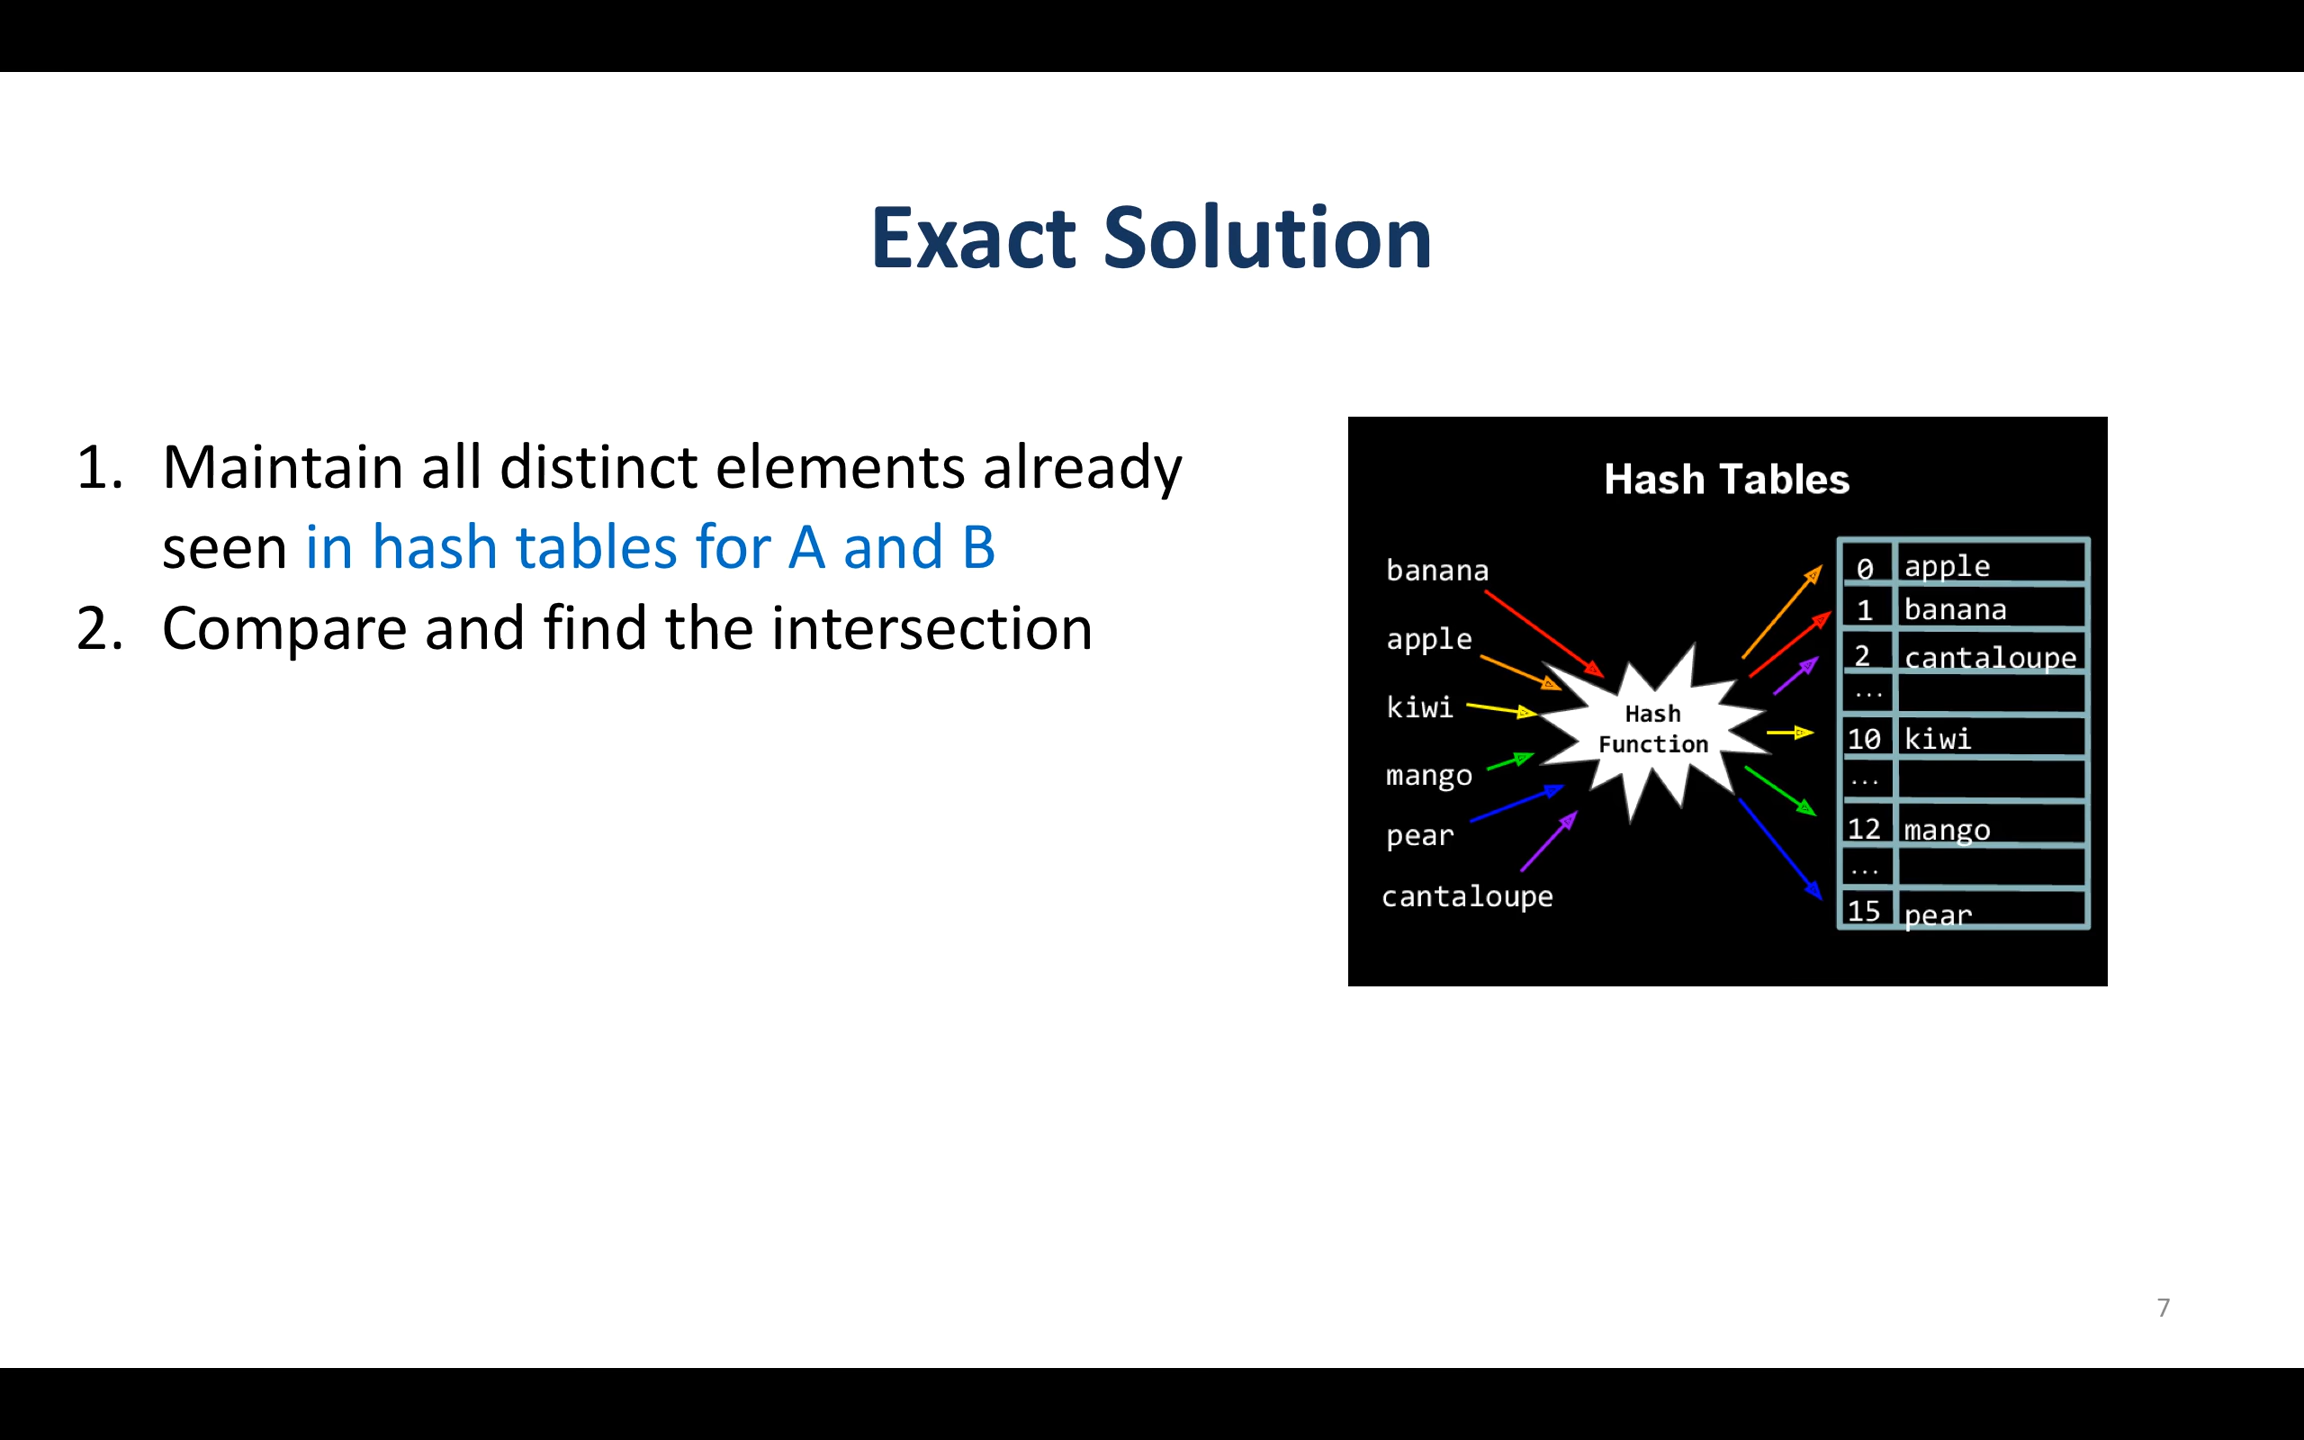 Exact Solution
1. Maintain all distinct elements already
seen in hash tables for A and B
2. Compare and find the intersection
Hash Tables
banana
apple
kiwi
mango
pear
cantaloupe
Hash
Function
0 apple
1 banana
2 cantaloupe
...
10 kiwi
...
12 mango
...
15 pear
7